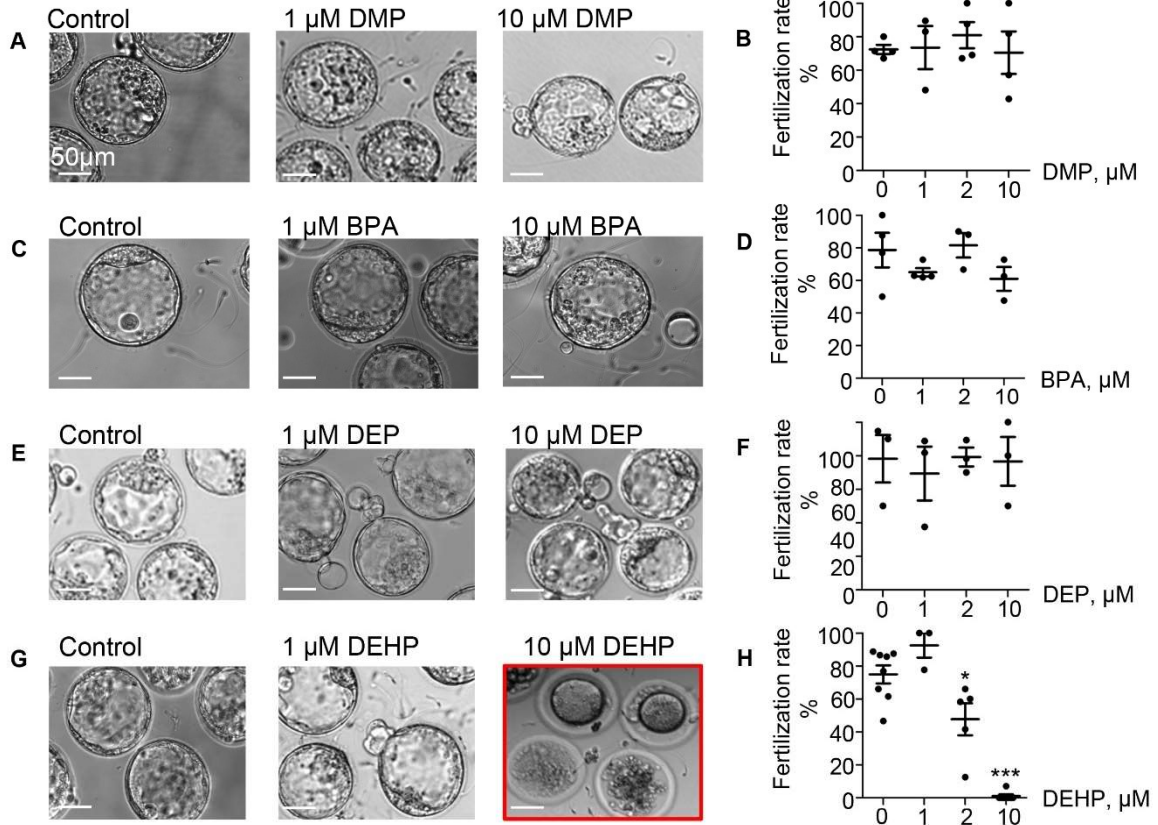 A
Control
1 µM DMP
10 µM DMP
50µm
B
Fertilization rate
%
100
80
60
40
20
0
0 1 2 10
DMP, µM
C
Control
1 µM BPA
10 µM BPA
D
Fertilization rate
%
100
80
60
40
20
0
0 1 2 10
BPA, µM
E
Control
1 µM DEP
10 µM DEP
F
Fertilization rate
%
100
80
60
40
20
0
0 1 2 10
DEP, µM
G
Control
1 µM DEHP
10 µM DEHP
H
Fertilization rate
%
100
80
60
40
20
0
*
***
0 1 2 10
DEHP, µM